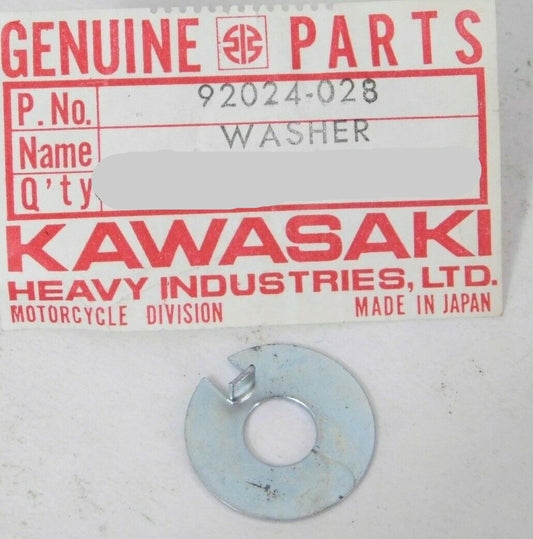 GENUINE PARTS
P. No. 92024-028
Name WASHER
Q'ty
KAWASAKI
HEAVY INDUSTRIES, LTD.
MOTORCYCLE DIVISION MADE IN JAPAN